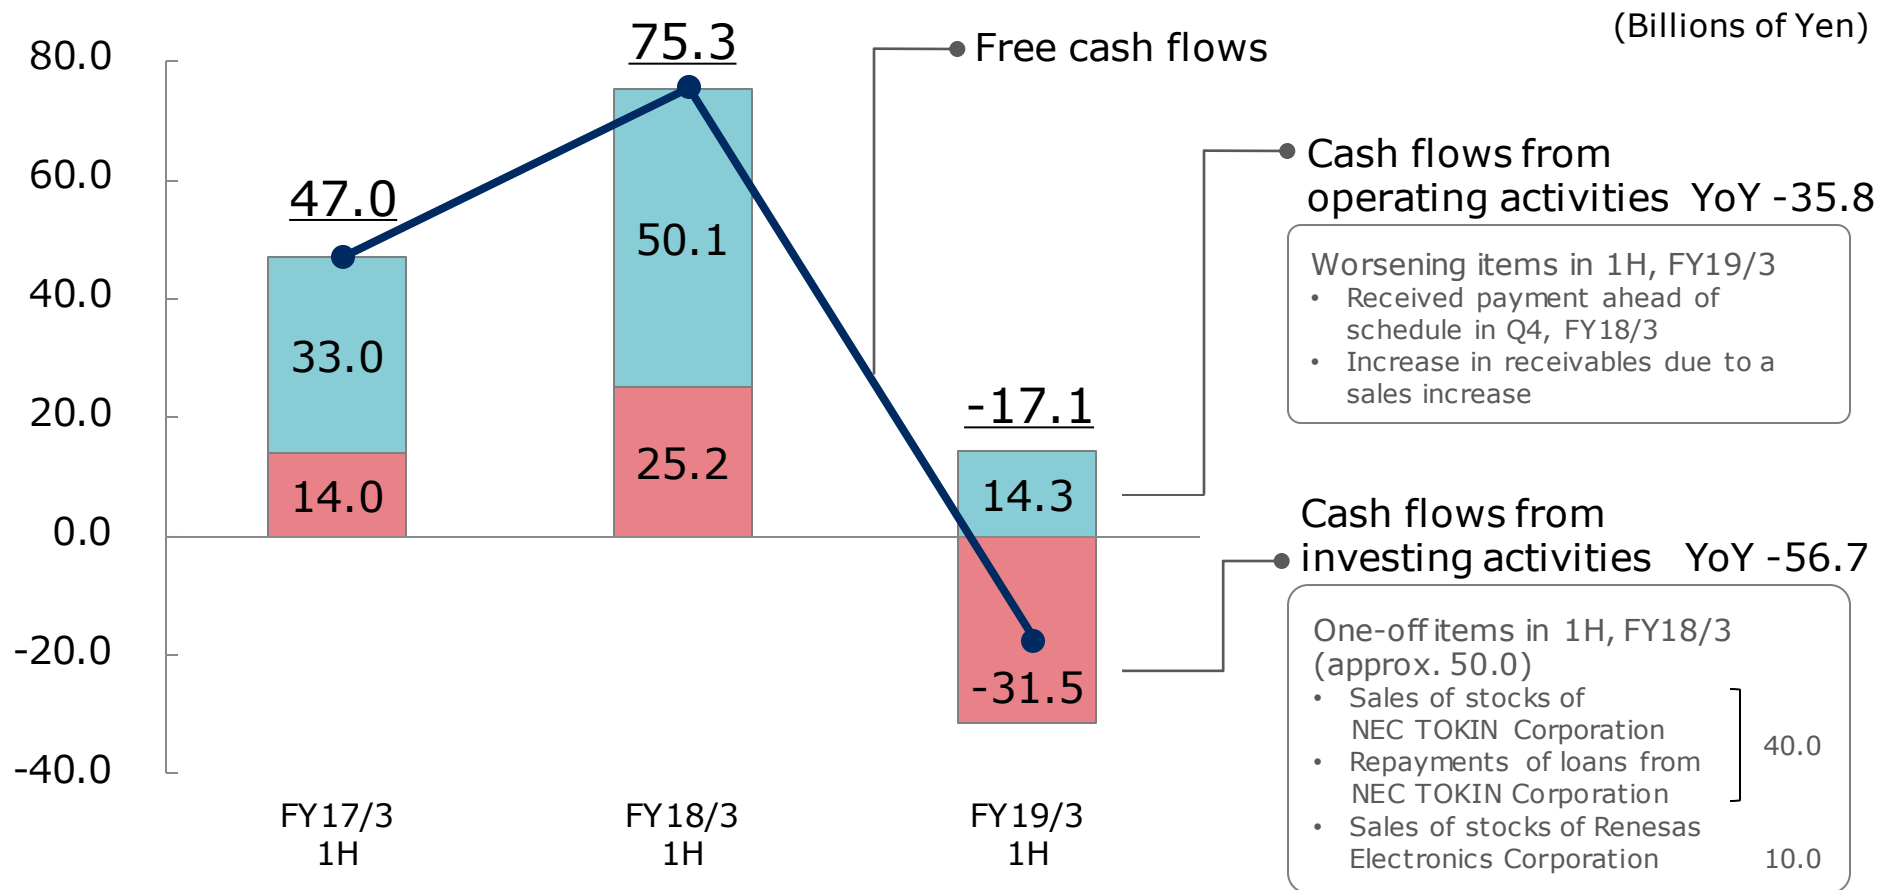 (Billions of Yen)
80.0
60.0
40.0
20.0
0.0
-20.0
-40.0
47.0
33.0
14.0
75.3
50.1
25.2
-17.1
14.3
-31.5
FY17/3
1H
FY18/3
1H
FY19/3
1H
Free cash flows
Cash flows from
operating activities YoY -35.8
Worsening items in 1H, FY19/3
• Received payment ahead of
schedule in Q4, FY18/3
• Increase in receivables due to a
sales increase
Cash flows from
investing activities YoY -56.7
One-off items in 1H, FY18/3
(approx. 50.0)
• Sales of stocks of
NEC TOKIN Corporation
• Repayments of loans from
NEC TOKIN Corporation
40.0
• Sales of stocks of Renesas
Electronics Corporation 10.0